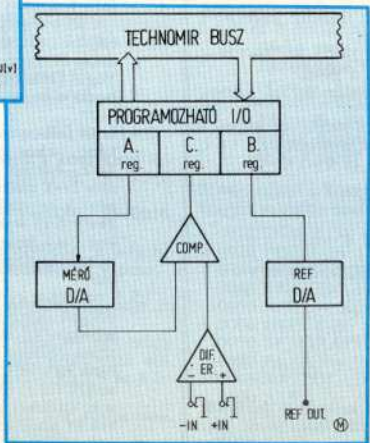 U[v]
TECHNOMIR BUSZ
PROGRAMOZHATÓ I/O
A. C. B.
reg. reg. reg.
COMP.
MÉRŐ
D/A
REF
D/A
DIF.
ER
- +
-IN +IN
REF OUT.
M